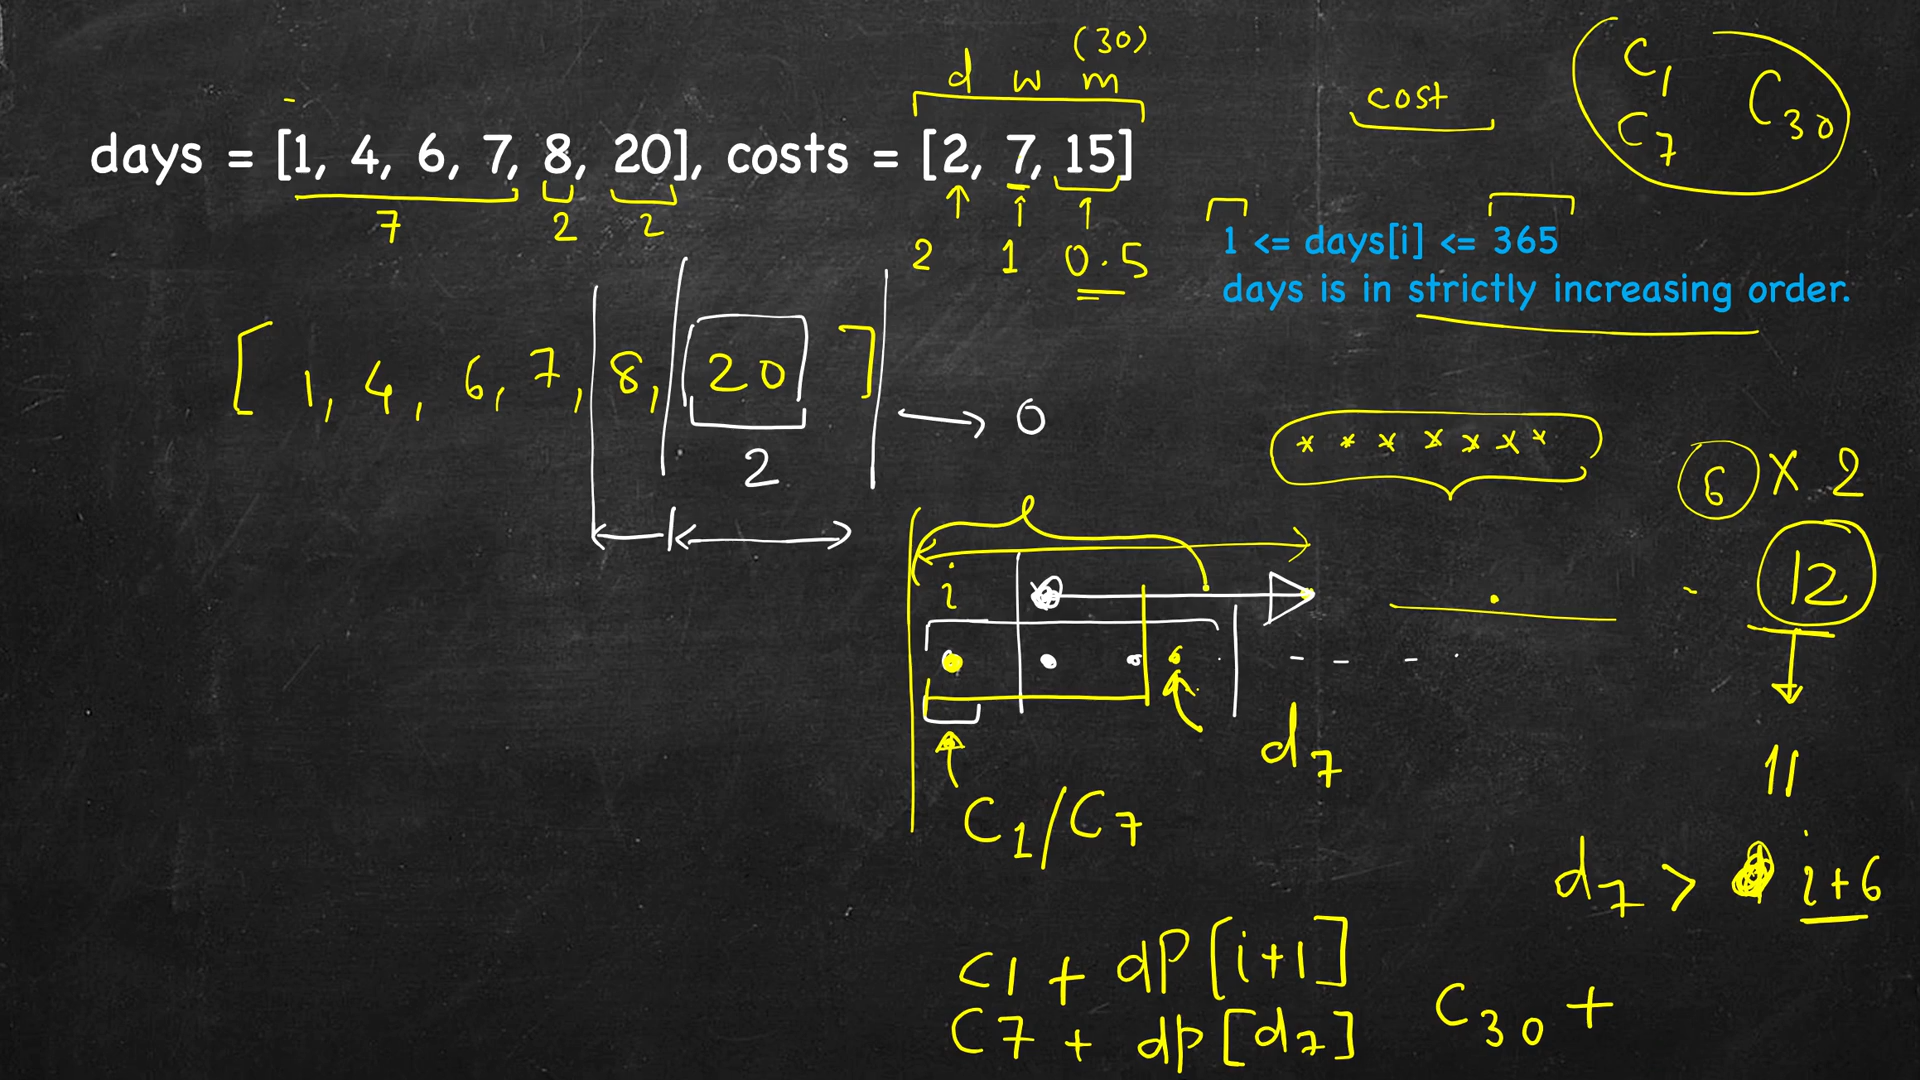 (30)
d w m
cost
C1 C30
C7
days = [1, 4, 6, 7, 8, 20], costs = [2, 7, 15]
7 2 2
2 1 0.5
1 <= days[i] <= 365
days is in strictly increasing order.
[ 1, 4, 6, 7, 8, 20 ] → 0
2
* * * * * * *
6 × 2
12
i
d7
11
C1/C7
d7 > i+6
C1 + dP[i+1]
C7 + dp[d7]
C30 +